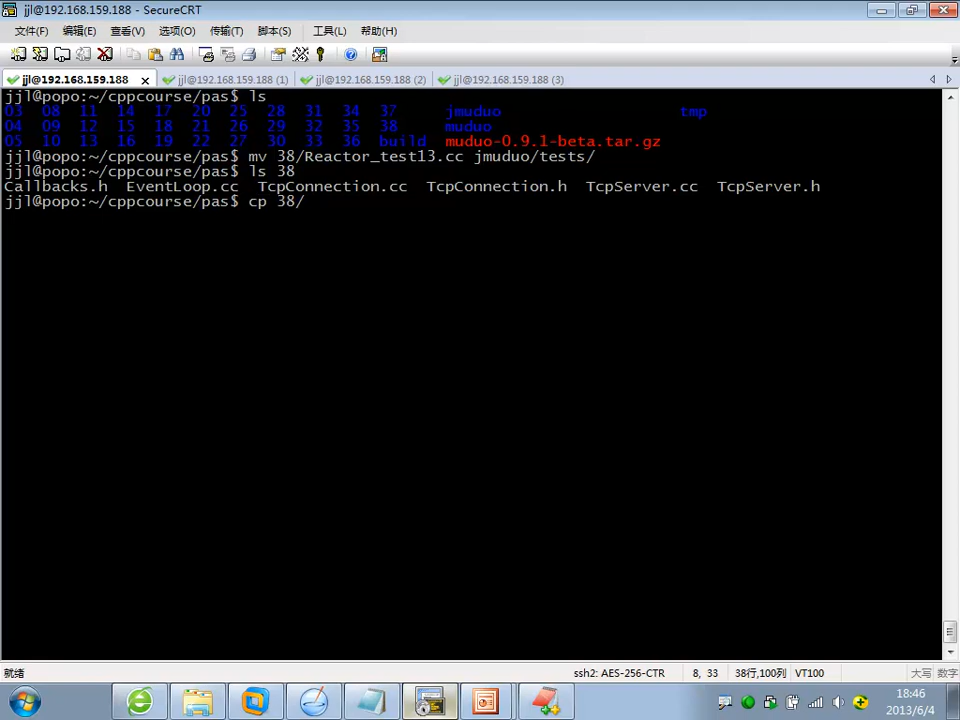 jjl@192.168.159.188 - SecureCRT
文件(F) 编辑(E) 查看(V) 选项(O) 传输(T) 脚本(S) 工具(L) 帮助(H)
jjl@192.168.159.188 jjl@192.168.159.188 (1) jjl@192.168.159.188 (2) jjl@192.168.159.188 (3)
jjl@popo:~/cppcourse/pas$ ls
03 08 11 14 17 20 25 28 31 34 37 jmuduo tmp
04 09 12 15 18 21 26 29 32 35 38 muduo
05 10 13 16 19 22 27 30 33 36 build muduo-0.9.1-beta.tar.gz
jjl@popo:~/cppcourse/pas$ mv 38/Reactor_test13.cc jmuduo/tests/
jjl@popo:~/cppcourse/pas$ ls 38
Callbacks.h EventLoop.cc TcpConnection.cc TcpConnection.h TcpServer.cc TcpServer.h
jjl@popo:~/cppcourse/pas$ cp 38/
就绪 ssh2: AES-256-CTR 8, 33 38行,100列 VT100 大写 数字
18:46
2013/6/4